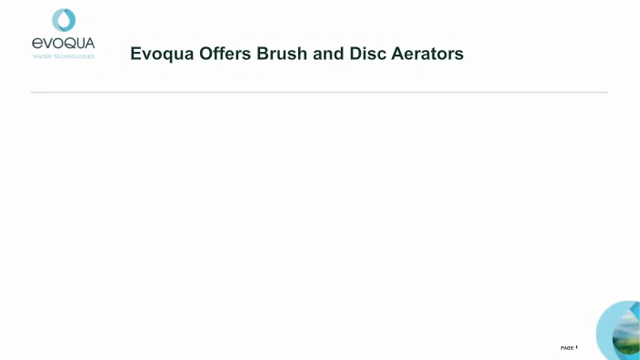 evoqua
WATER TECHNOLOGIES
Evoqua Offers Brush and Disc Aerators
PAGE 1